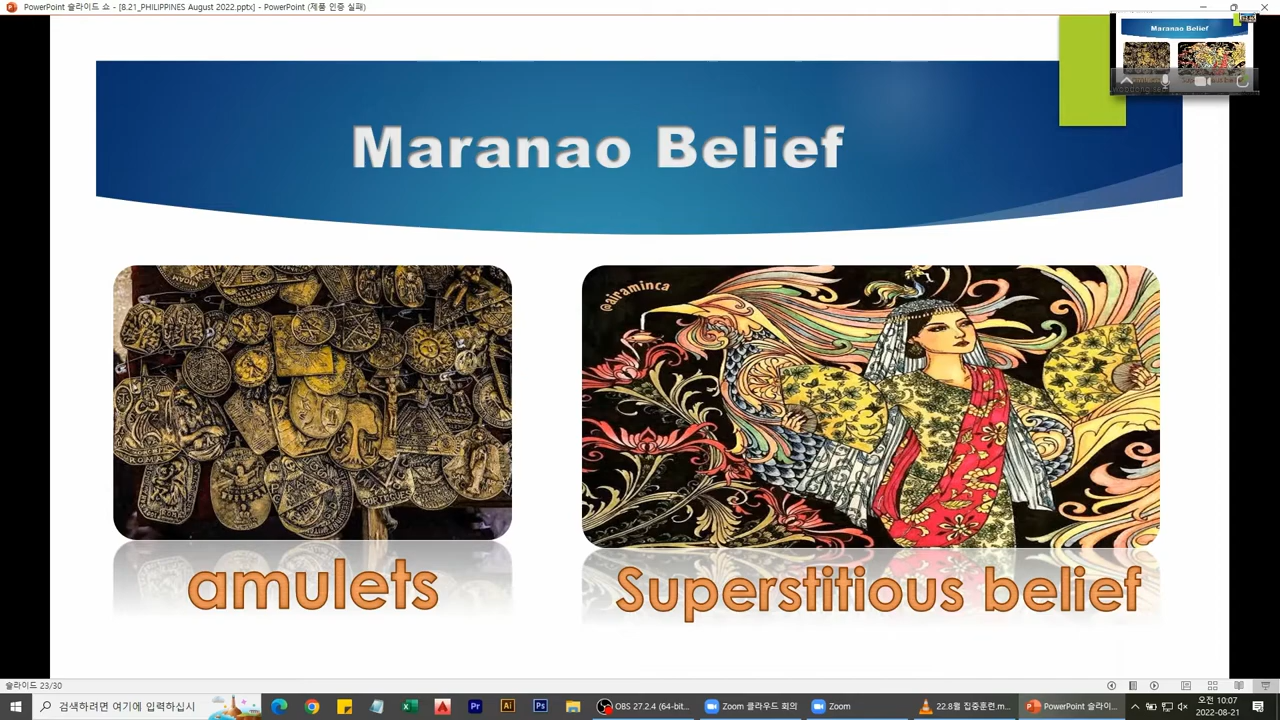 PowerPoint 슬라이드 쇼 - [8.21_PHILIPPINES August 2022.pptx] - PowerPoint (제품 인증 실패)
Maranao Belief
Maranao Belief
@airaminca
amulets
Superstitious belief
슬라이드 23/30
검색하려면 여기에 입력하십시
OBS 27.2.4 (64-bit...
Zoom 클라우드 회의
Zoom
22.8월 집중훈련.m...
PowerPoint 슬라이...
오전 10:07
2022-08-21